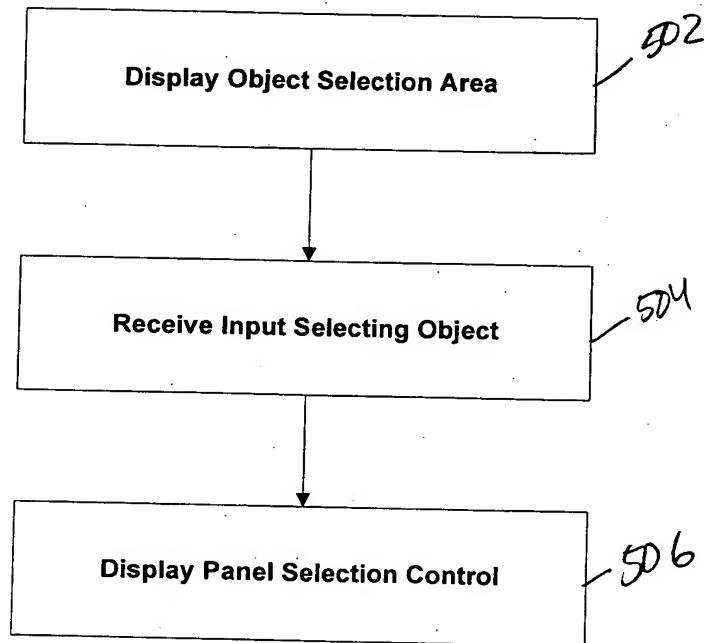 502
Display Object Selection Area
504
Receive Input Selecting Object
506
Display Panel Selection Control